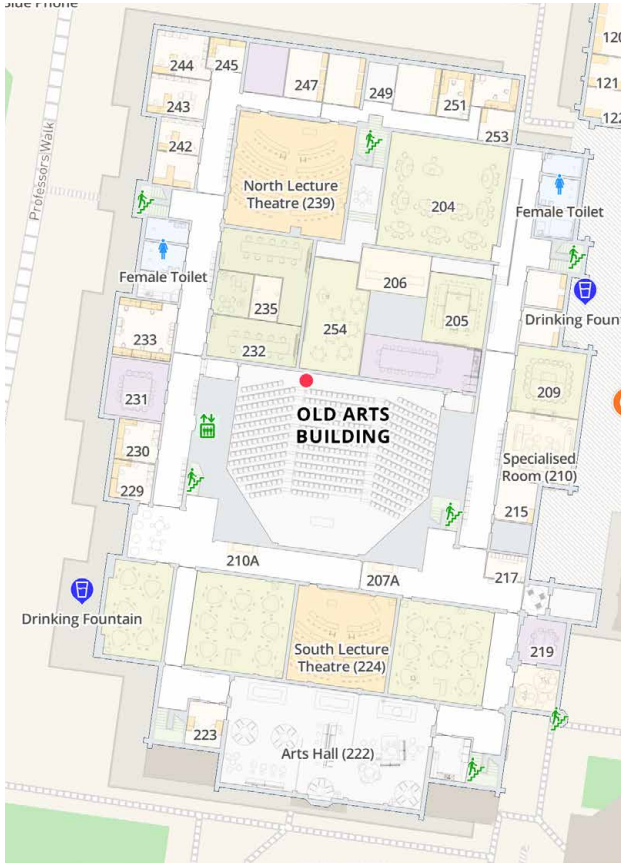 Blue Phone
244
245
247
249
251
253
243
242
120
121
122
Professors Walk
North Lecture
Theatre (239)
204
Female Toilet
Female Toilet
206
235
254
205
Drinking Fount
233
232
231
209
OLD ARTS
BUILDING
230
229
Specialised
Room (210)
215
210A
207A
217
Drinking Fountain
South Lecture
Theatre (224)
219
223
Arts Hall (222)